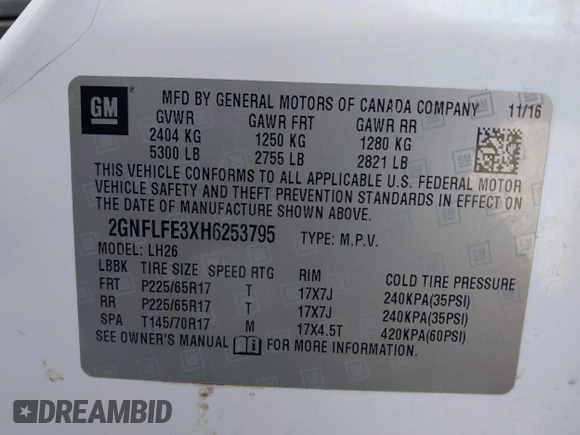 GM
MFD BY GENERAL MOTORS OF CANADA COMPANY 11/16
GVWR GAWR FRT GAWR RR
2404 KG 1250 KG 1280 KG
5300 LB 2755 LB 2821 LB
THIS VEHICLE CONFORMS TO ALL APPLICABLE U.S. FEDERAL MOTOR
VEHICLE SAFETY AND THEFT PREVENTION STANDARDS IN EFFECT ON
THE DATE OF MANUFACTURE SHOWN ABOVE.
2GNFLFE3XH6253795 TYPE: M.P.V.
MODEL: LH26
LBBK TIRE SIZE SPEED RTG RIM COLD TIRE PRESSURE
FRT P225/65R17 T 17X7J 240KPA(35PSI)
RR P225/65R17 T 17X7J 240KPA(35PSI)
SPA T145/70R17 M 17X4.5T 420KPA(60PSI)
SEE OWNER'S MANUAL FOR MORE INFORMATION.
DREAMBID